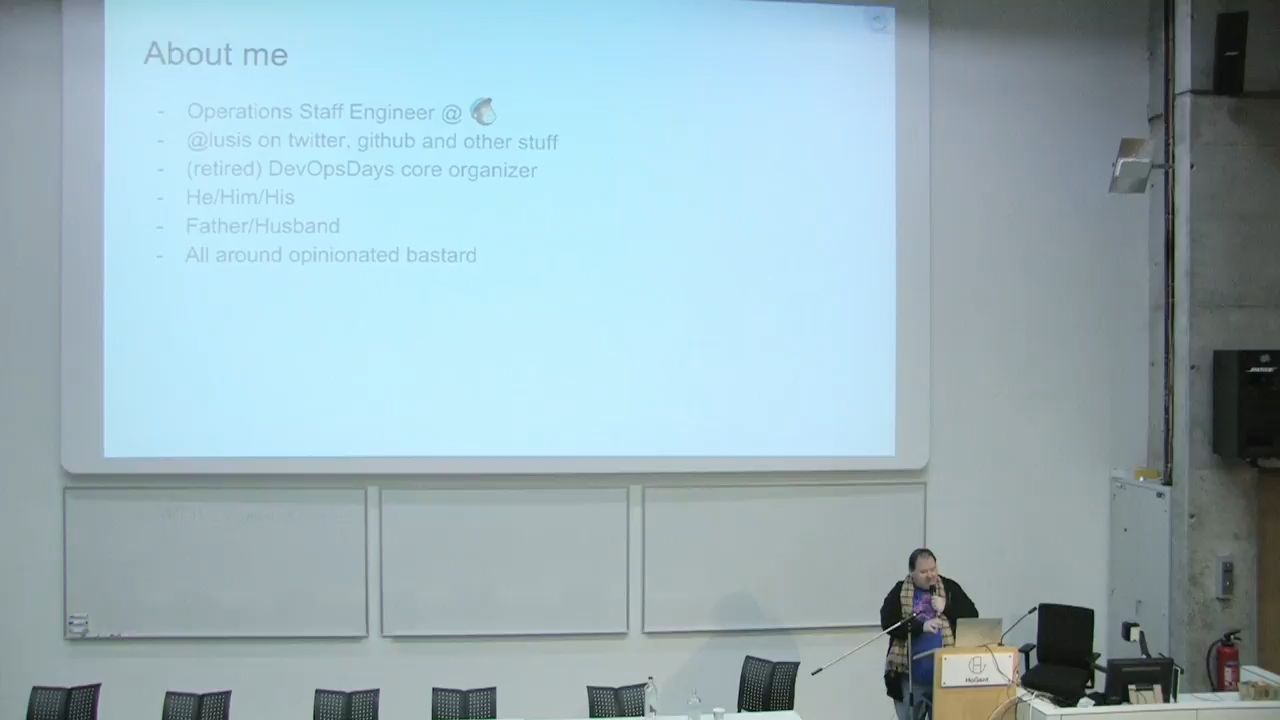 About me
- Operations Staff Engineer @
- @lusis on twitter, github and other stuff
- (retired) DevOpsDays core organizer
- He/Him/His
- Father/Husband
- All around opinionated bastard
HoGent